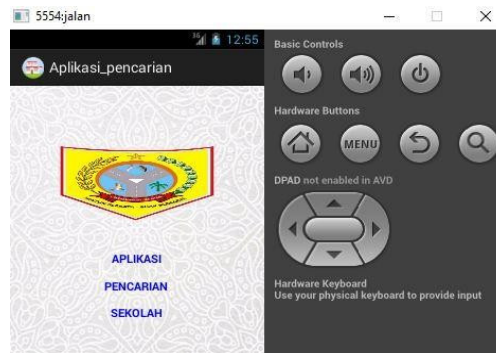 5554:jalan
3G
12:55
Aplikasi_pencarian
APLIKASI
PENCARIAN
SEKOLAH
Basic Controls
Hardware Buttons
MENU
DPAD not enabled in AVD
Hardware Keyboard
Use your physical keyboard to provide input